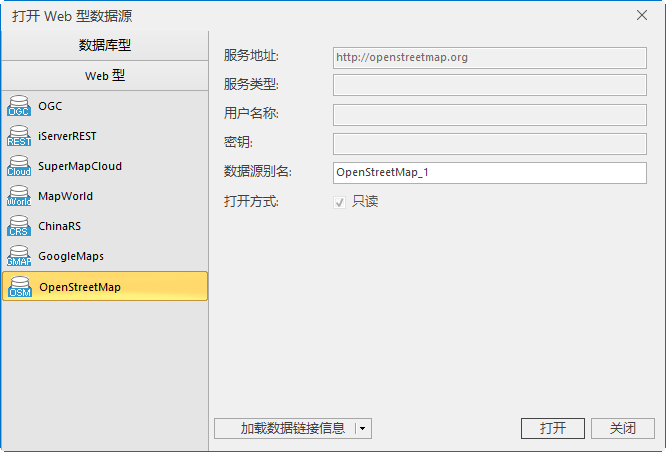 打开 Web 型数据源
数据库型
Web 型
OGC OGC
REST iServerREST
Cloud SuperMapCloud
World MapWorld
CRS ChinaRS
GMAP GoogleMaps
OSM OpenStreetMap
服务地址: http://openstreetmap.org
服务类型:
用户名称:
密钥:
数据源别名: OpenStreetMap_1
打开方式: 只读
加载数据链接信息
打开 关闭